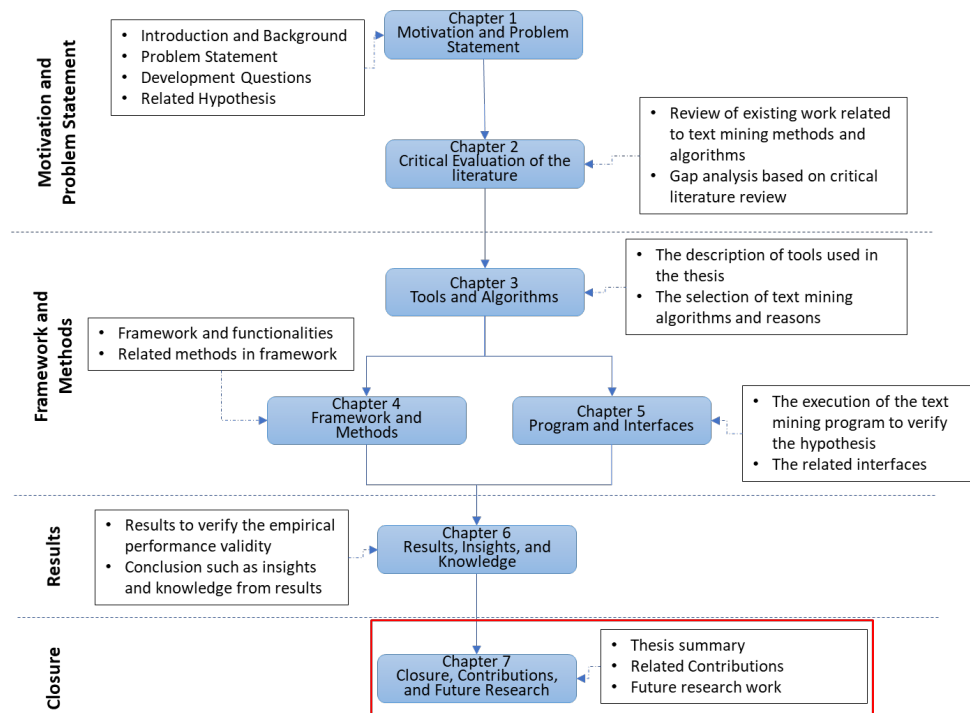 Motivation and
Problem Statement
Chapter 1
Motivation and Problem
Statement
• Introduction and Background
• Problem Statement
• Development Questions
• Related Hypothesis
Chapter 2
Critical Evaluation of the
literature
• Review of existing work related
to text mining methods and
algorithms
• Gap analysis based on critical
literature review
Framework and
Methods
Chapter 3
Tools and Algorithms
• The description of tools used in
the thesis
• The selection of text mining
algorithms and reasons
• Framework and functionalities
• Related methods in framework
Chapter 4
Framework and
Methods
Chapter 5
Program and Interfaces
• The execution of the text
mining program to verify
the hypothesis
• The related interfaces
Results
• Results to verify the empirical
performance validity
• Conclusion such as insights
and knowledge from results
Chapter 6
Results, Insights, and
Knowledge
Closure
Chapter 7
Closure, Contributions,
and Future Research
• Thesis summary
• Related Contributions
• Future research work